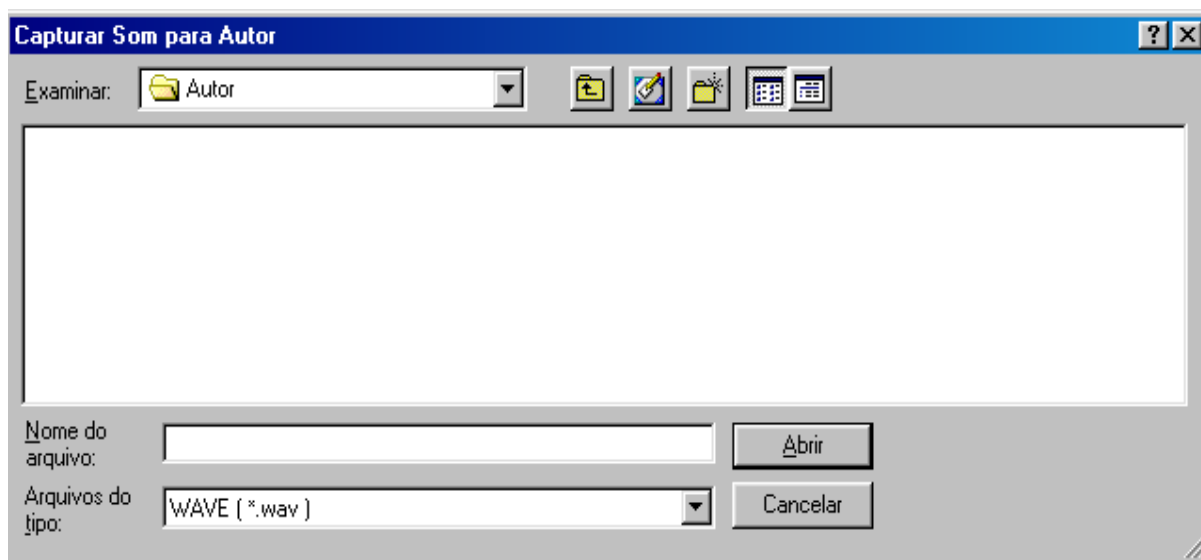 Capturar Som para Autor
Examinar: Autor
Nome do
arquivo:
Abrir
Arquivos do
tipo: WAVE ( *.wav )
Cancelar